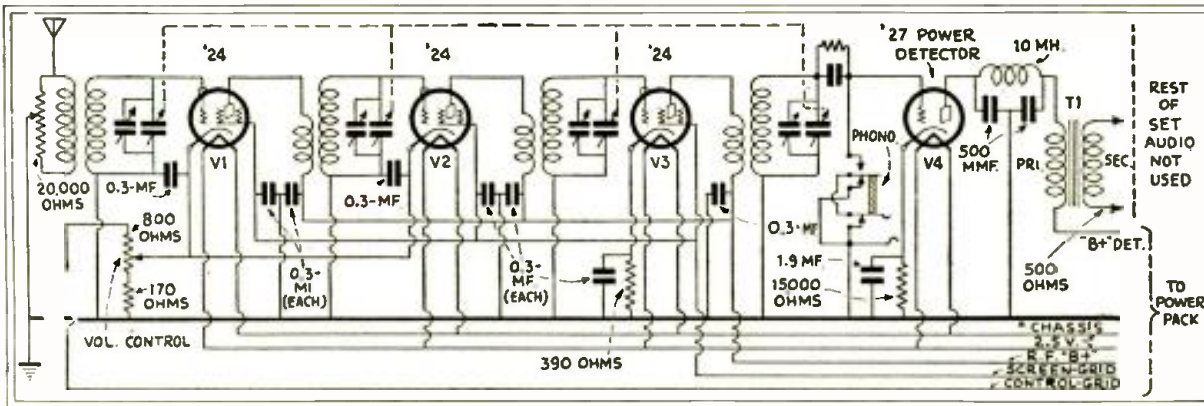 '24
'24
'24
'27 POWER
DETECTOR
10 MH.
REST
OF
SET
AUDIO
NOT
USED
T1
PHONO
V1
V2
V3
V4
500
MMF.
PRI.
SEC.
20,000
OHMS
0.3-MF
0.3-MF
0.3-MF
800
OHMS
"B+" DET.
1.9 MF
0.3-
MF
(EACH)
0.3-
MF
(EACH)
500
OHMS
170 OHMS
15000
OHMS
TO
POWER
PACK
VOL. CONTROL
390 OHMS
CHASSIS
2.5 V.
R.F. "B+"
SCREEN-GRID
CONTROL-GRID